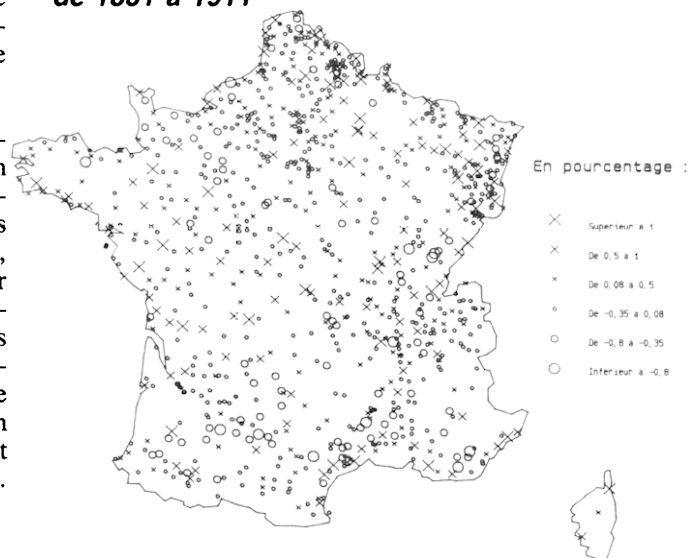 de 1881 à 1911
En pourcentage :
Superieur a 1
De 0,5 a 1
De 0,08 a 0,5
De -0,35 a 0,08
De -0,8 a -0,35
Inferieur a -0,8